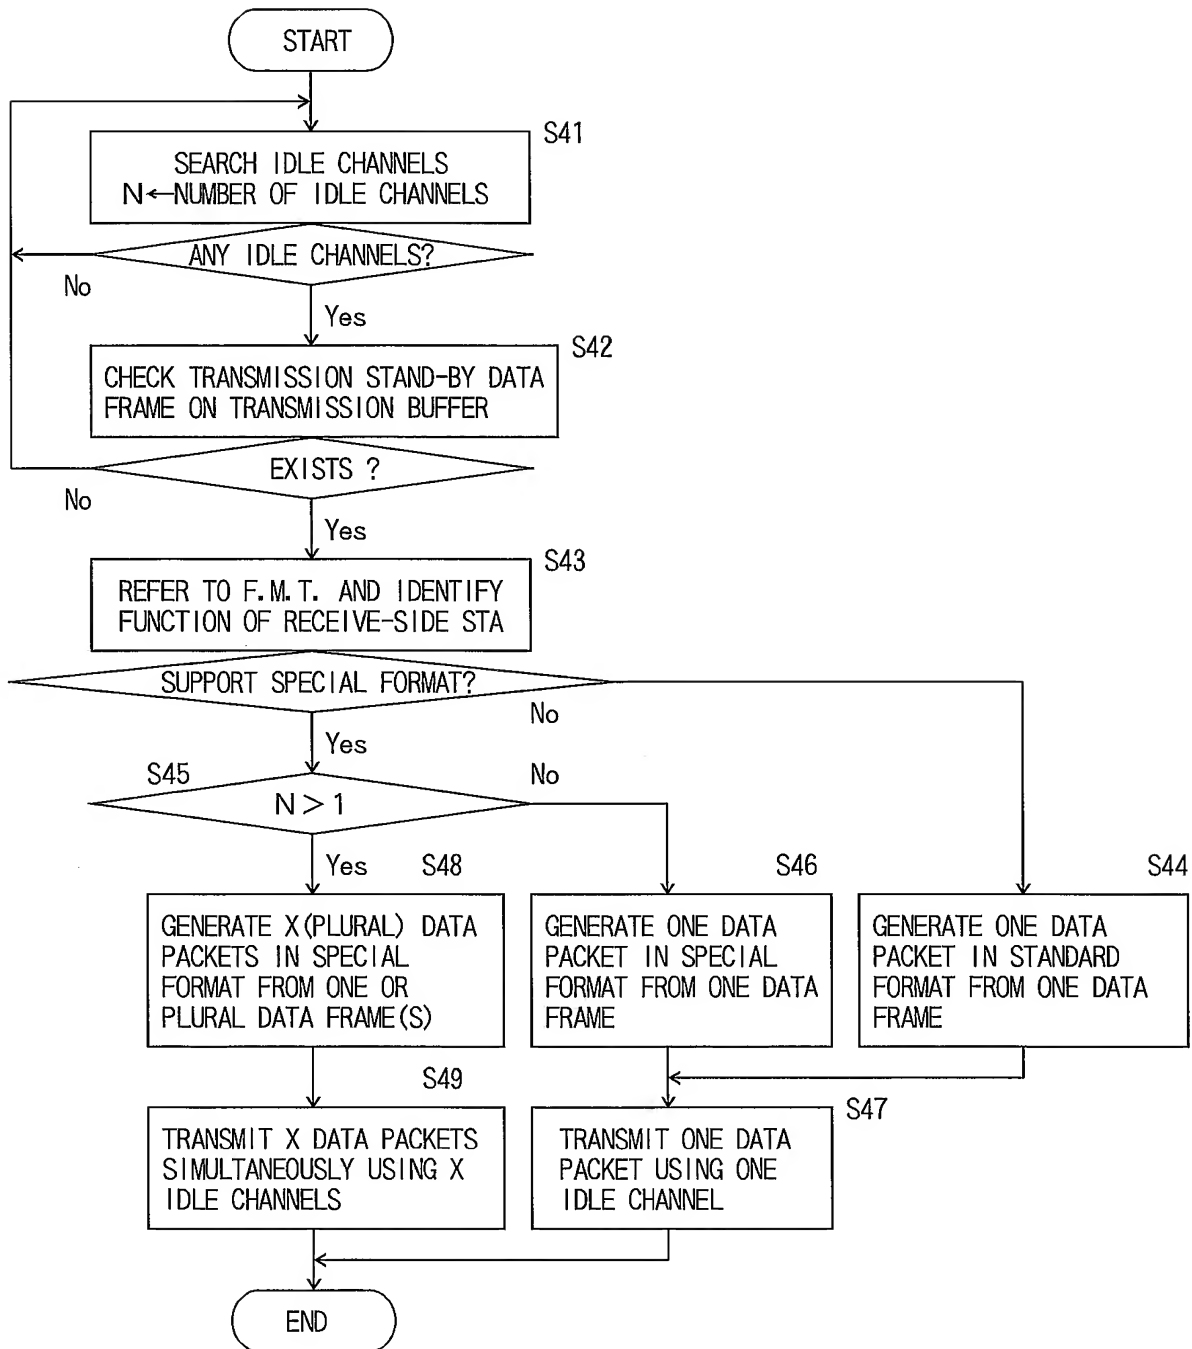 START
S41
SEARCH IDLE CHANNELS
N←NUMBER OF IDLE CHANNELS
ANY IDLE CHANNELS?
No
Yes
S42
CHECK TRANSMISSION STAND-BY DATA
FRAME ON TRANSMISSION BUFFER
EXISTS ?
No
Yes
S43
REFER TO F.M.T. AND IDENTIFY
FUNCTION OF RECEIVE-SIDE STA
SUPPORT SPECIAL FORMAT?
No
Yes
S45
No
N > 1
Yes
S48
S46
S44
GENERATE X(PLURAL) DATA
PACKETS IN SPECIAL
FORMAT FROM ONE OR
PLURAL DATA FRAME(S)
GENERATE ONE DATA
PACKET IN SPECIAL
FORMAT FROM ONE DATA
FRAME
GENERATE ONE DATA
PACKET IN STANDARD
FORMAT FROM ONE DATA
FRAME
S49
S47
TRANSMIT X DATA PACKETS
SIMULTANEOUSLY USING X
IDLE CHANNELS
TRANSMIT ONE DATA
PACKET USING ONE
IDLE CHANNEL
END